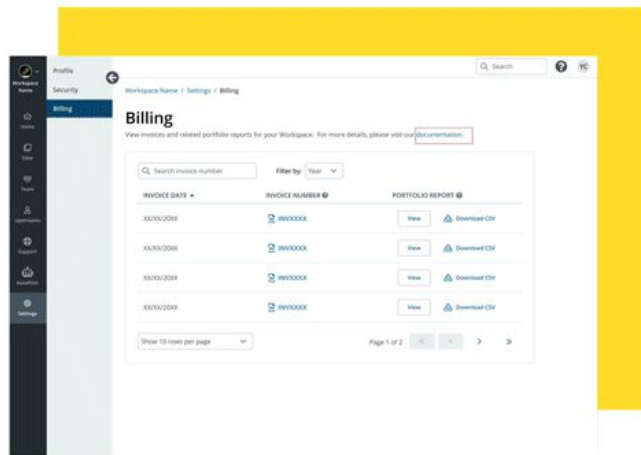 Search
YC
Workspace
Name
Home
Sites
Team
Upstreams
Support
AutoPilot
Settings
Profile
Security
Billing
Workspace Name / Settings / Billing
Billing
View invoices and related portfolio reports for your Workspace. For more details, please visit our documentation.
Search invoice number
Filter by: Year
INVOICE DATE
INVOICE NUMBER
PORTFOLIO REPORT
XX/XX/20XX INVXXXX View Download CSV
XX/XX/20XX INVXXXX View Download CSV
XX/XX/20XX INVXXXX View Download CSV
XX/XX/20XX INVXXXX View Download CSV
Show 10 rows per page
Page 1 of 2